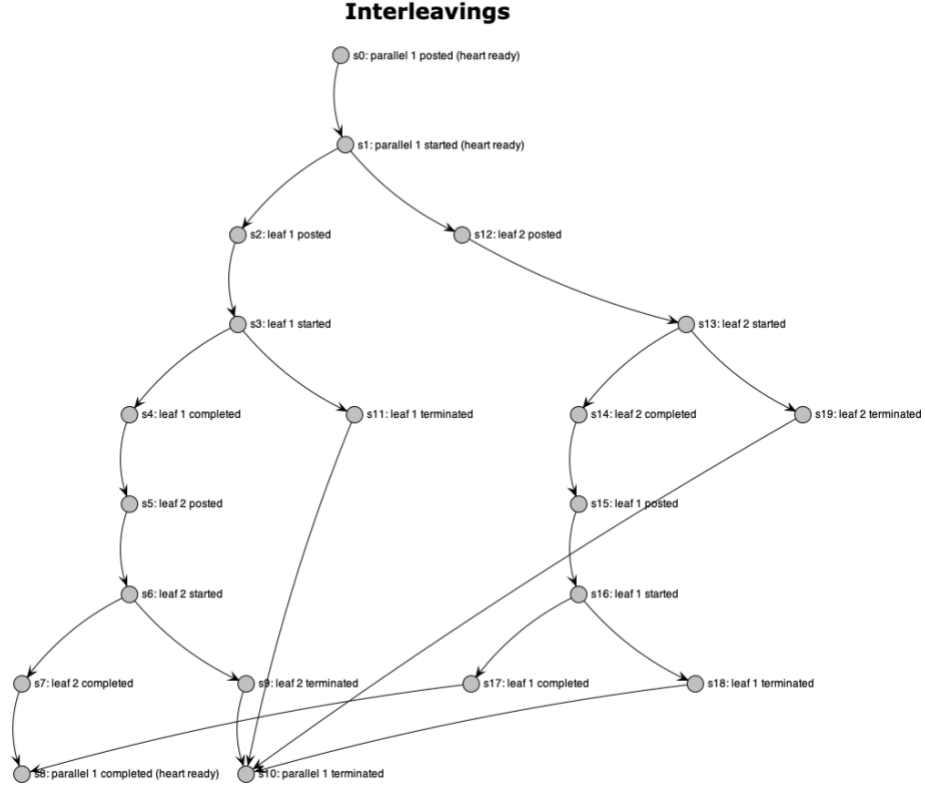 Interleavings
s0: parallel 1 posted (heart ready)
s1: parallel 1 started (heart ready)
s2: leaf 1 posted
s12: leaf 2 posted
s3: leaf 1 started
s13: leaf 2 started
s4: leaf 1 completed
s11: leaf 1 terminated
s14: leaf 2 completed
s19: leaf 2 terminated
s5: leaf 2 posted
s15: leaf 1 posted
s6: leaf 2 started
s16: leaf 1 started
s7: leaf 2 completed
s9: leaf 2 terminated
s17: leaf 1 completed
s18: leaf 1 terminated
s8: parallel 1 completed (heart ready)
s10: parallel 1 terminated